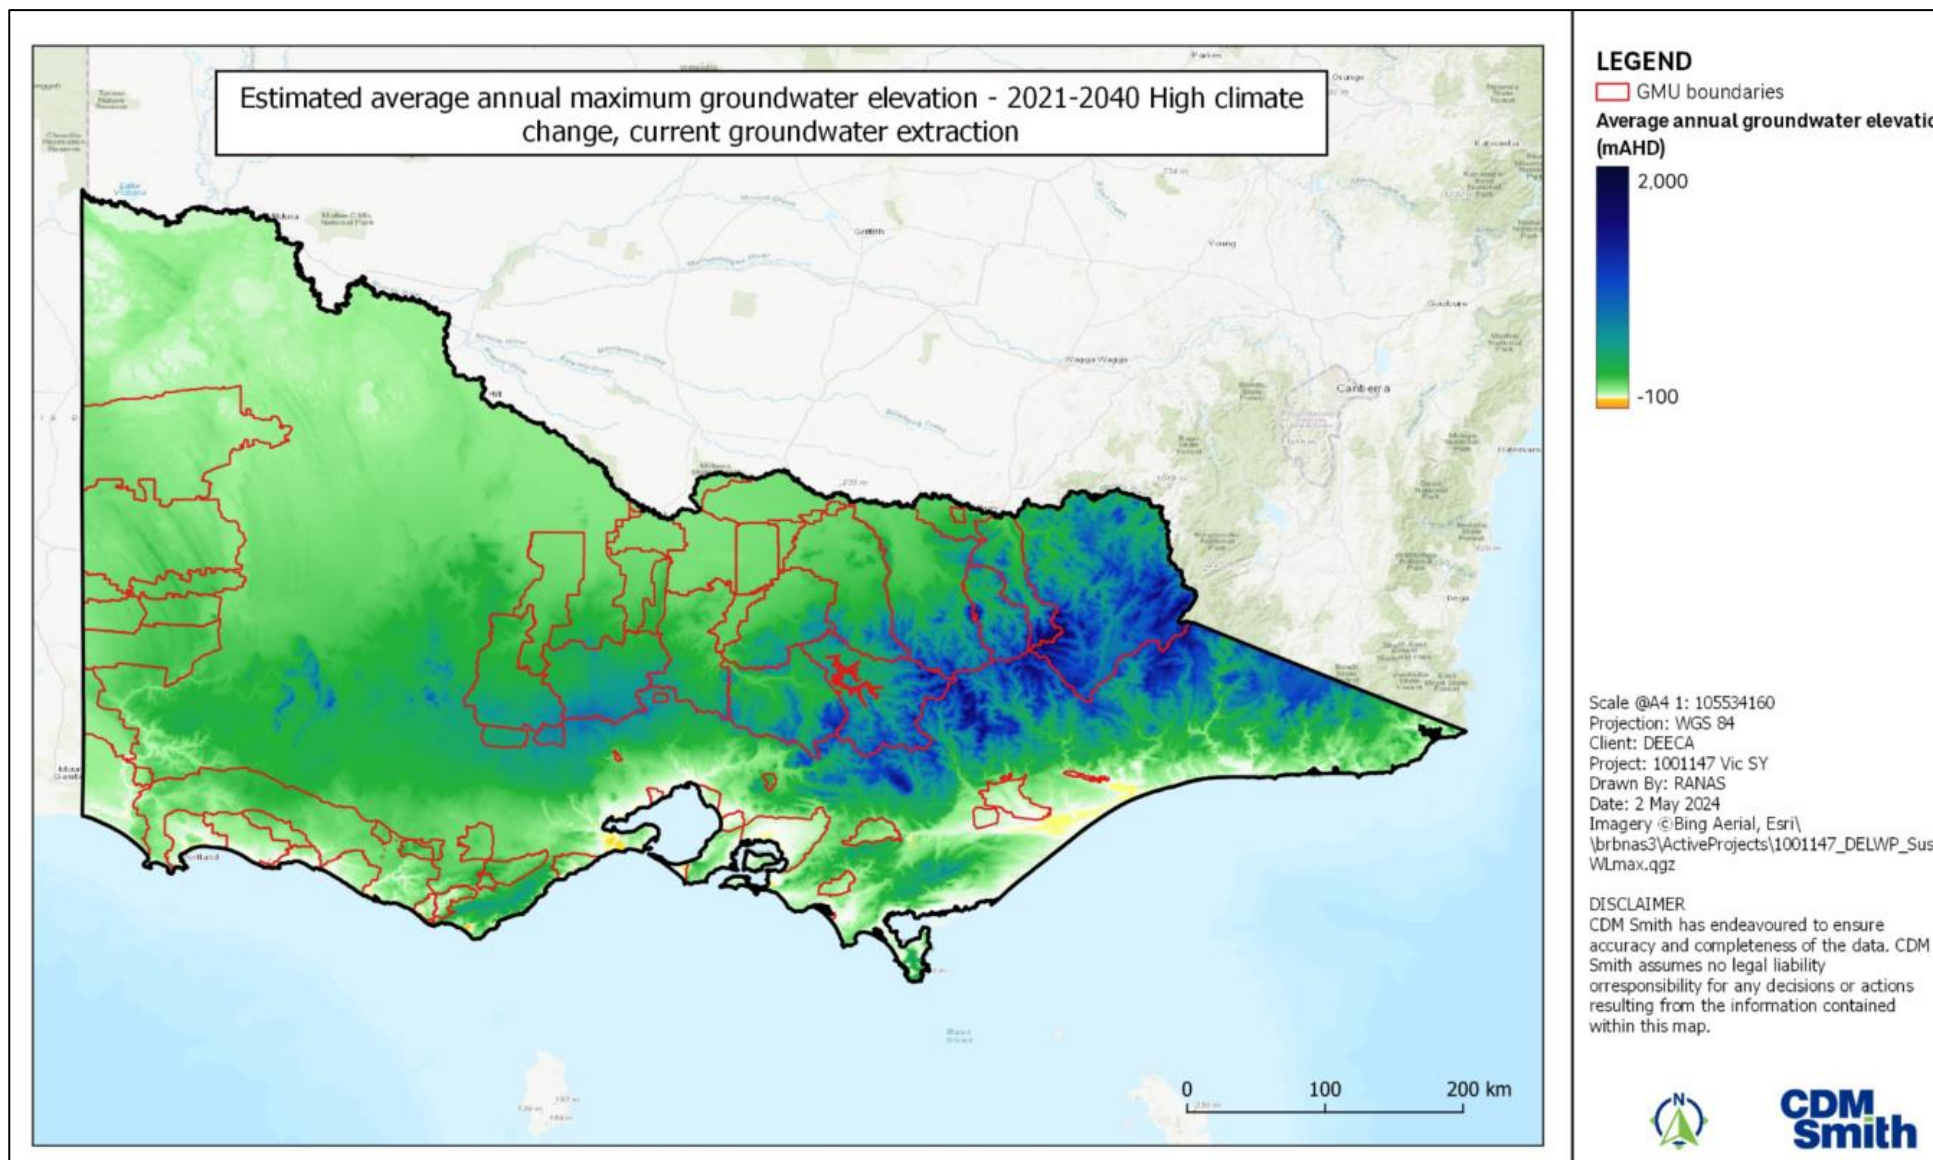 Estimated average annual maximum groundwater elevation - 2021-2040 High climate
change, current groundwater extraction
Parkes
Orange
Griffith
Young
Wagga Wagga
Canberra
Bega
LEGEND
GMU boundaries
Average annual groundwater elevatio
(mAHD)
2,000
-100
Scale @A4 1: 105534160
Projection: WGS 84
Client: DEECA
Project: 1001147 Vic SY
Drawn By: RANAS
Date: 2 May 2024
Imagery ©Bing Aerial, Esri\
\brbnas3\ActiveProjects\1001147_DELWP_Sus
WLmax.qgz
DISCLAIMER
CDM Smith has endeavoured to ensure
accuracy and completeness of the data. CDM
Smith assumes no legal liability
orresponsibility for any decisions or actions
resulting from the information contained
within this map.
0 100 200 km
N
CDM
Smith